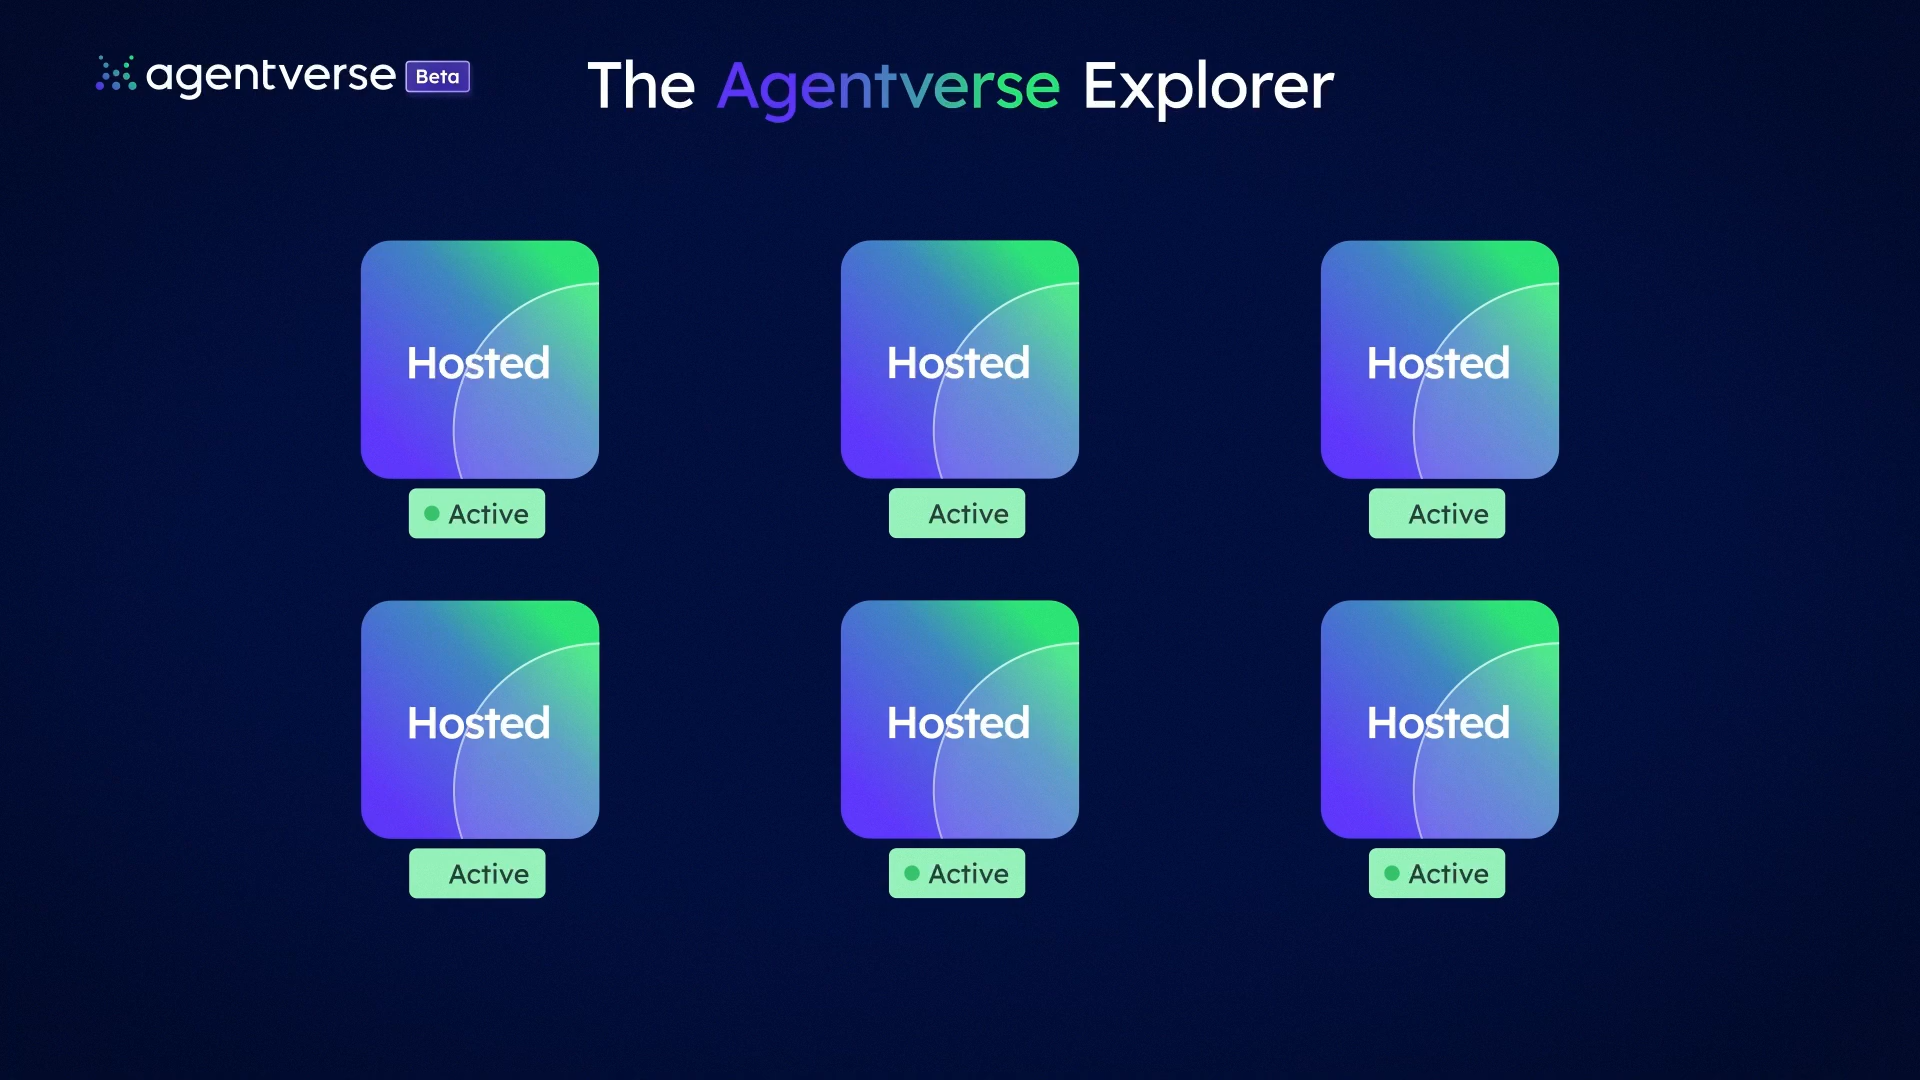 agentverse Beta
The Agentverse Explorer
Hosted
Hosted
Hosted
Active
Active
Active
Hosted
Hosted
Hosted
Active
Active
Active